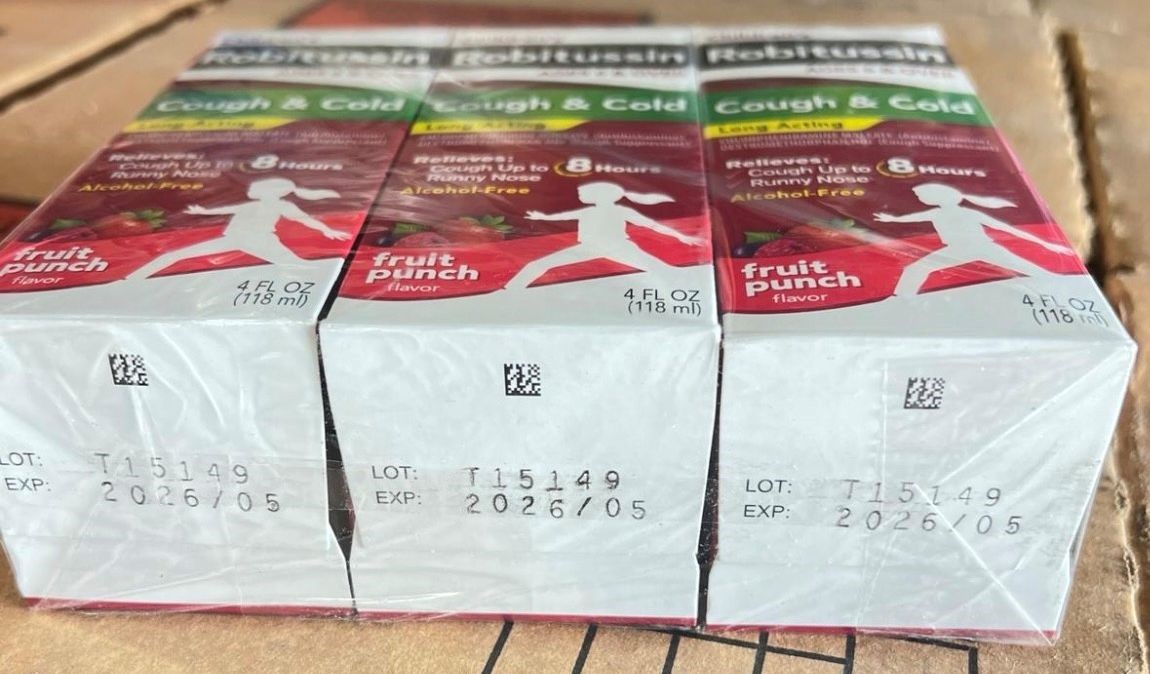 Robitussin
Cough & Cold
Long Acting
Relieves:
Cough Up to 8 Hours
Runny Nose
Alcohol-Free
fruit
punch
flavor
4 FL OZ
(118 ml)
LOT: T15149
EXP: 2026/05
Robitussin
Cough & Cold
Long Acting
Relieves:
Cough Up to 8 Hours
Runny Nose
Alcohol-Free
fruit
punch
flavor
4 FL OZ
(118 ml)
LOT: T15149
EXP: 2026/05
Robitussin
Cough & Cold
Long Acting
Relieves:
Cough Up to 8 Hours
Runny Nose
Alcohol-Free
fruit
punch
flavor
4 FL OZ
(118 ml)
LOT: T15149
EXP: 2026/05